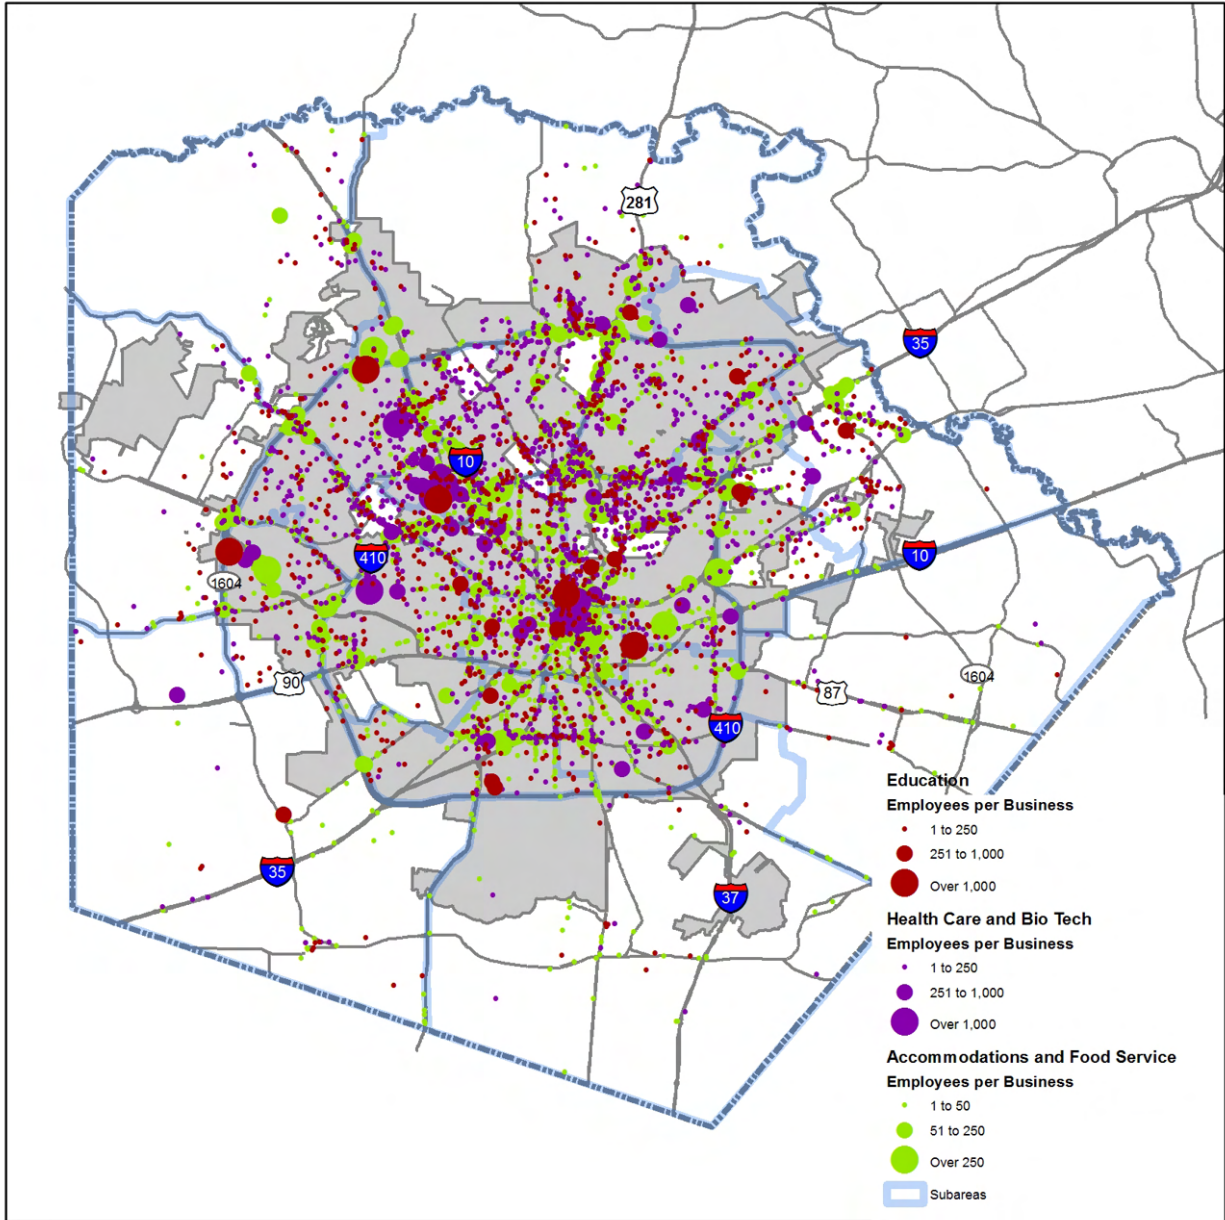 281
35
10
410
10
1604
90
87
1604
410
35
37
Education
Employees per Business
1 to 250
251 to 1,000
Over 1,000
Health Care and Bio Tech
Employees per Business
1 to 250
251 to 1,000
Over 1,000
Accommodations and Food Service
Employees per Business
1 to 50
51 to 250
Over 250
Subareas